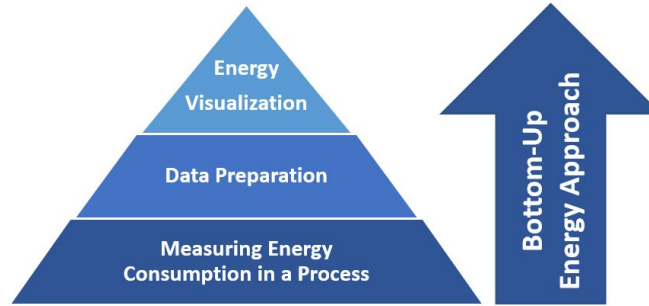 Energy
Visualization
Data Preparation
Measuring Energy
Consumption in a Process
Bottom-Up
Energy Approach